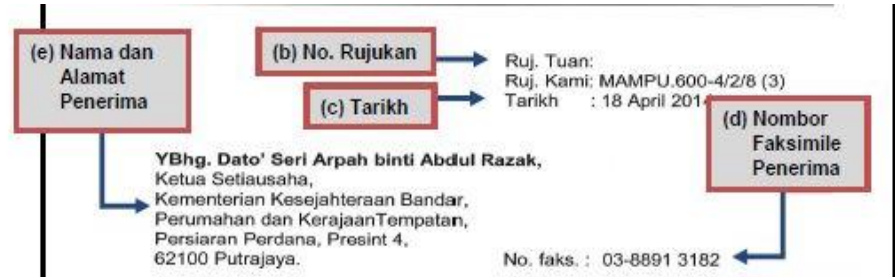 (e) Nama dan
Alamat
Penerima
(b) No. Rujukan
(c) Tarikh
Ruj. Tuan:
Ruj. Kami: MAMPU.600-4/2/8 (3)
Tarikh : 18 April 2014
(d) Nombor
Faksimile
Penerima
YBhg. Dato' Seri Arpah binti Abdul Razak,
Ketua Setiausaha,
Kementerian Kesejahteraan Bandar,
Perumahan dan KerajaanTempatan,
Persiaran Perdana, Presint 4,
62100 Putrajaya.
No. faks. : 03-8891 3182